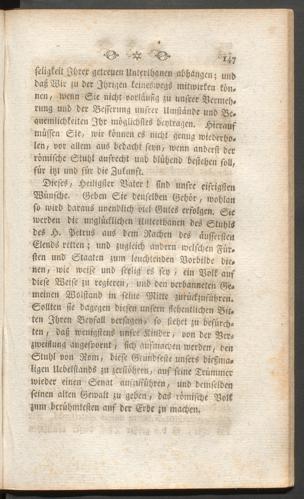 147
seligkeit Ihrer getreuen Unterthanen abhangen; und
daß Wir zu der Ihrigen keineswegs mitwirken kön-
nen, wenn Sie nicht vorläufig zu unsrer Vermeh-
rung und der Besserung unsrer Umstände und Be-
quemlichkeiten Ihr möglichstes beytragen. Hierauf
müssen Sie, wir können es nicht genug wiederho-
len, vor allem aus bedacht seyn, wenn anderst der
römische Stuhl aufrecht und blühend bestehen soll,
für itzt und für die Zukunft.
Dieses, Heiligster Vater! sind unsre eifrigsten
Wünsche. Geben Sie denselben Gehör, wohlan
so wird daraus unendlich viel Gutes erfolgen. Sie
werden die unglücklichen Unterthanen des Stuhls
des H. Petrus aus dem Rachen des äussersten
Elends retten; und zugleich andern welschen Für-
sten und Staaten zum leuchtenden Vorbilde die-
nen, wie weise und selig es sey, ein Volk auf
diese Weise zu regieren, und den verbanneten Ge-
meinen Wolstand in seine Mitte zurückzuführen.
Sollten sie dagegen diesen unsern flehentlichen Bit-
ten Ihren Beyfall versagen, so stehet zu befürch-
ten, daß wenigstens unsre Kinder, von der Ver-
zweiflung angespornt, sich aufmachen werden, den
Stuhl von Rom, diese Grundseule unsers dießma-
ligen Uebelstands zu zerstöhren, auf seine Trümmer
wieder einen Senat aufzuführen, und demselben
seinen alten Gewalt zu geben, das römische Volk
zum berühmtesten auf der Erde zu machen.